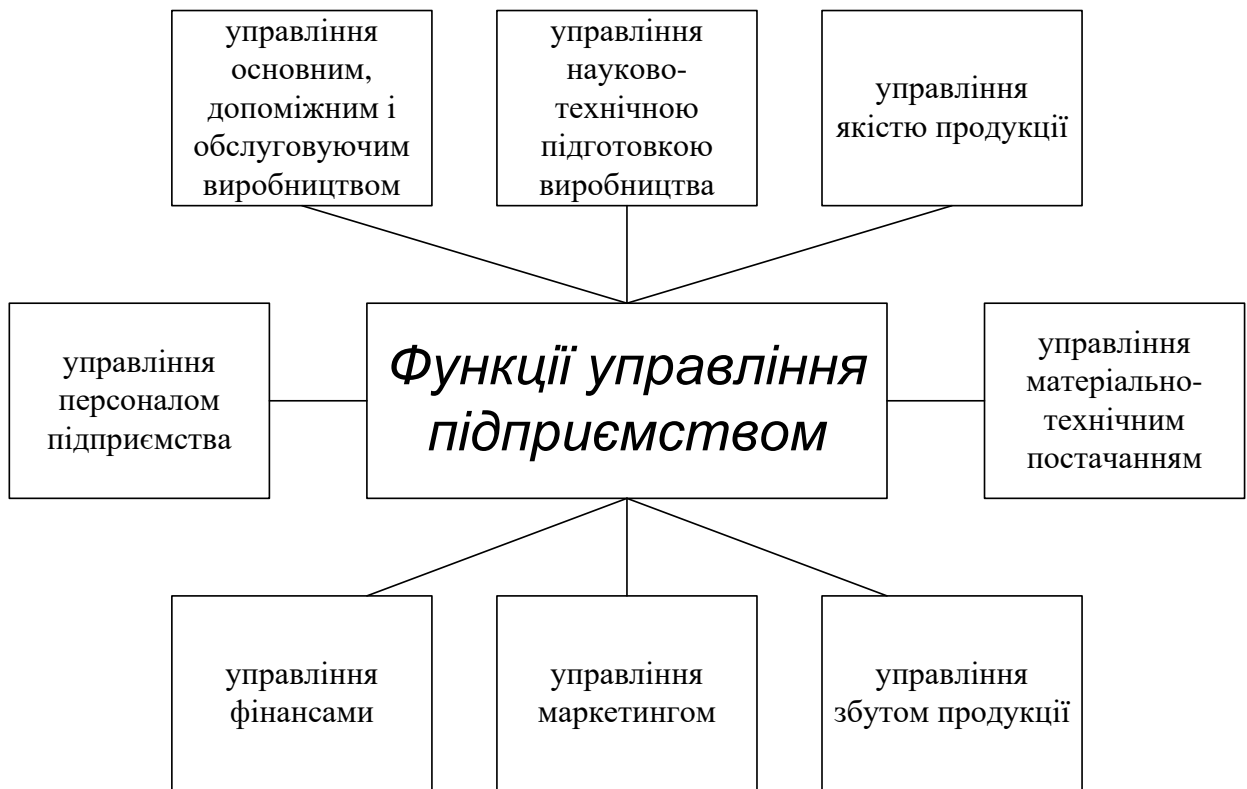 управління
основним,
допоміжним і
обслуговуючим
виробництвом
управління
науково-
технічною
підготовкою
виробництва
управління
якістю продукції
управління
персоналом
підприємства
Функції управління
підприємством
управління
матеріально-
технічним
постачанням
управління
фінансами
управління
маркетингом
управління
збутом продукції